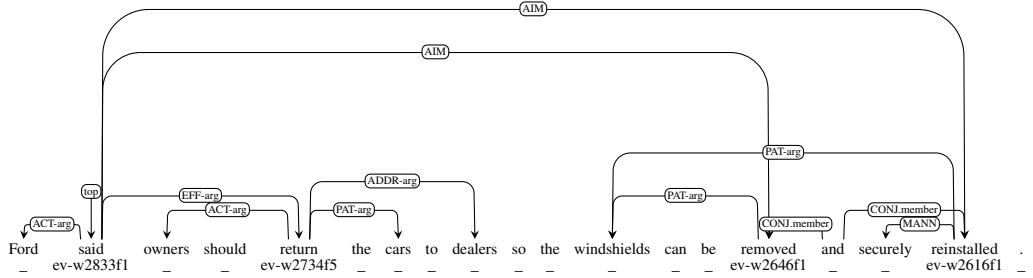 AIM
AIM
PAT-arg
ADDR-arg
top EFF-arg PAT-arg
ACT-arg PAT-arg CONJ.member
ACT-arg CONJ.member MANN
Ford said owners should return the cars to dealers so the windshields can be removed and securely reinstalled .
_ ev-w2833f1 _ _ ev-w2734f5 _ _ _ _ _ _ _ _ _ ev-w2646f1 _ _ ev-w2616f1 _